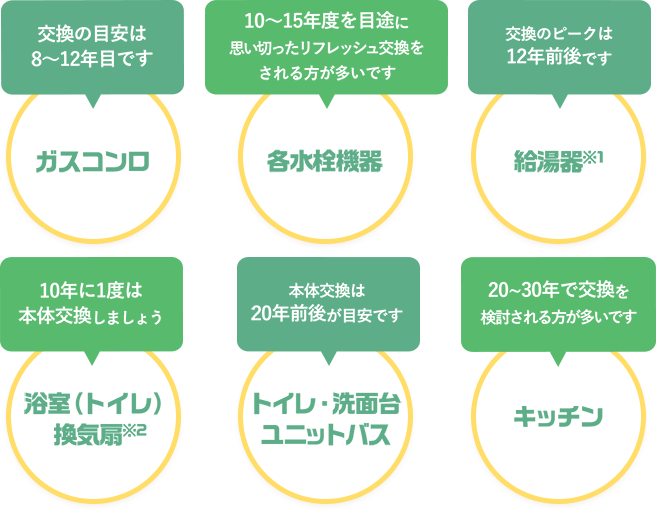 交換の目安は
8〜12年目です
ガスコンロ
10〜15年度を目途に
思い切ったリフレッシュ交換を
される方が多いです
各水栓機器
交換のピークは
12年前後です
給湯器※1
10年に1度は
本体交換しましょう
浴室（トイレ）
換気扇※2
本体交換は
20年前後が目安です
トイレ・洗面台
ユニットバス
20~30年で交換を
検討される方が多いです
キッチン